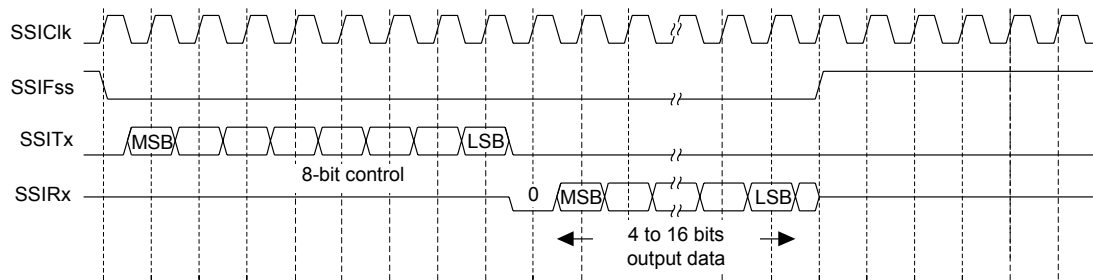 SSIClk
SSIFss
SSITx
MSB
LSB
8-bit control
SSIRx
0
MSB
LSB
4 to 16 bits
output data